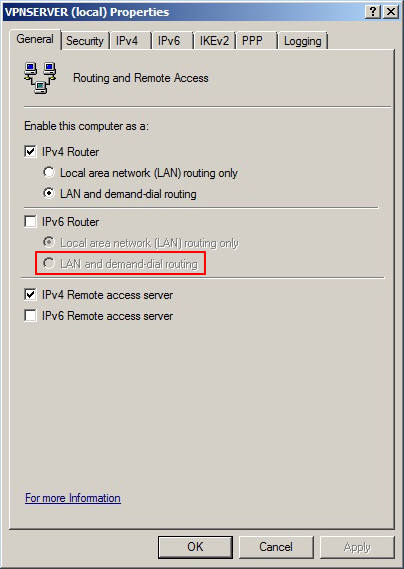 VPNSERVER (local) Properties
General Security IPv4 IPv6 IKEv2 PPP Logging
Routing and Remote Access
Enable this computer as a:
IPv4 Router
Local area network (LAN) routing only
LAN and demand-dial routing
IPv6 Router
Local area network (LAN) routing only
LAN and demand-dial routing
IPv4 Remote access server
IPv6 Remote access server
For more Information
OK Cancel Apply